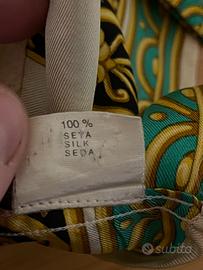 100 %
SETA
SILK
SEDA
subito